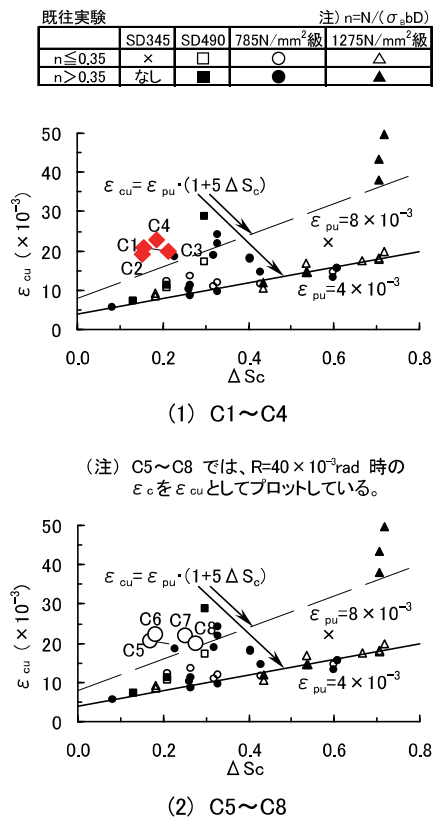 既往実験 注) n=N/(σBbD)
SD345 SD490 785N/mm²級 1275N/mm²級
n≦0.35 × □ ○ △
n>0.35 なし ■ ● ▲
50
40
30
20
10
0
εcu (×10⁻³)
εcu=εpu・(1+5ΔSc)
C4
C1
C3
C2
εpu=8×10⁻³
εpu=4×10⁻³
0.0 0.2 0.4 0.6 0.8
ΔSc
(1) C1~C4
(注) C5~C8 では、R=40×10⁻³rad 時の
εcをεcuとしてプロットしている。
50
40
30
20
10
0
εcu (×10⁻³)
εcu=εpu・(1+5ΔSc)
C6 C7
C8
C5
εpu=8×10⁻³
εpu=4×10⁻³
0.0 0.2 0.4 0.6 0.8
ΔSc
(2) C5~C8